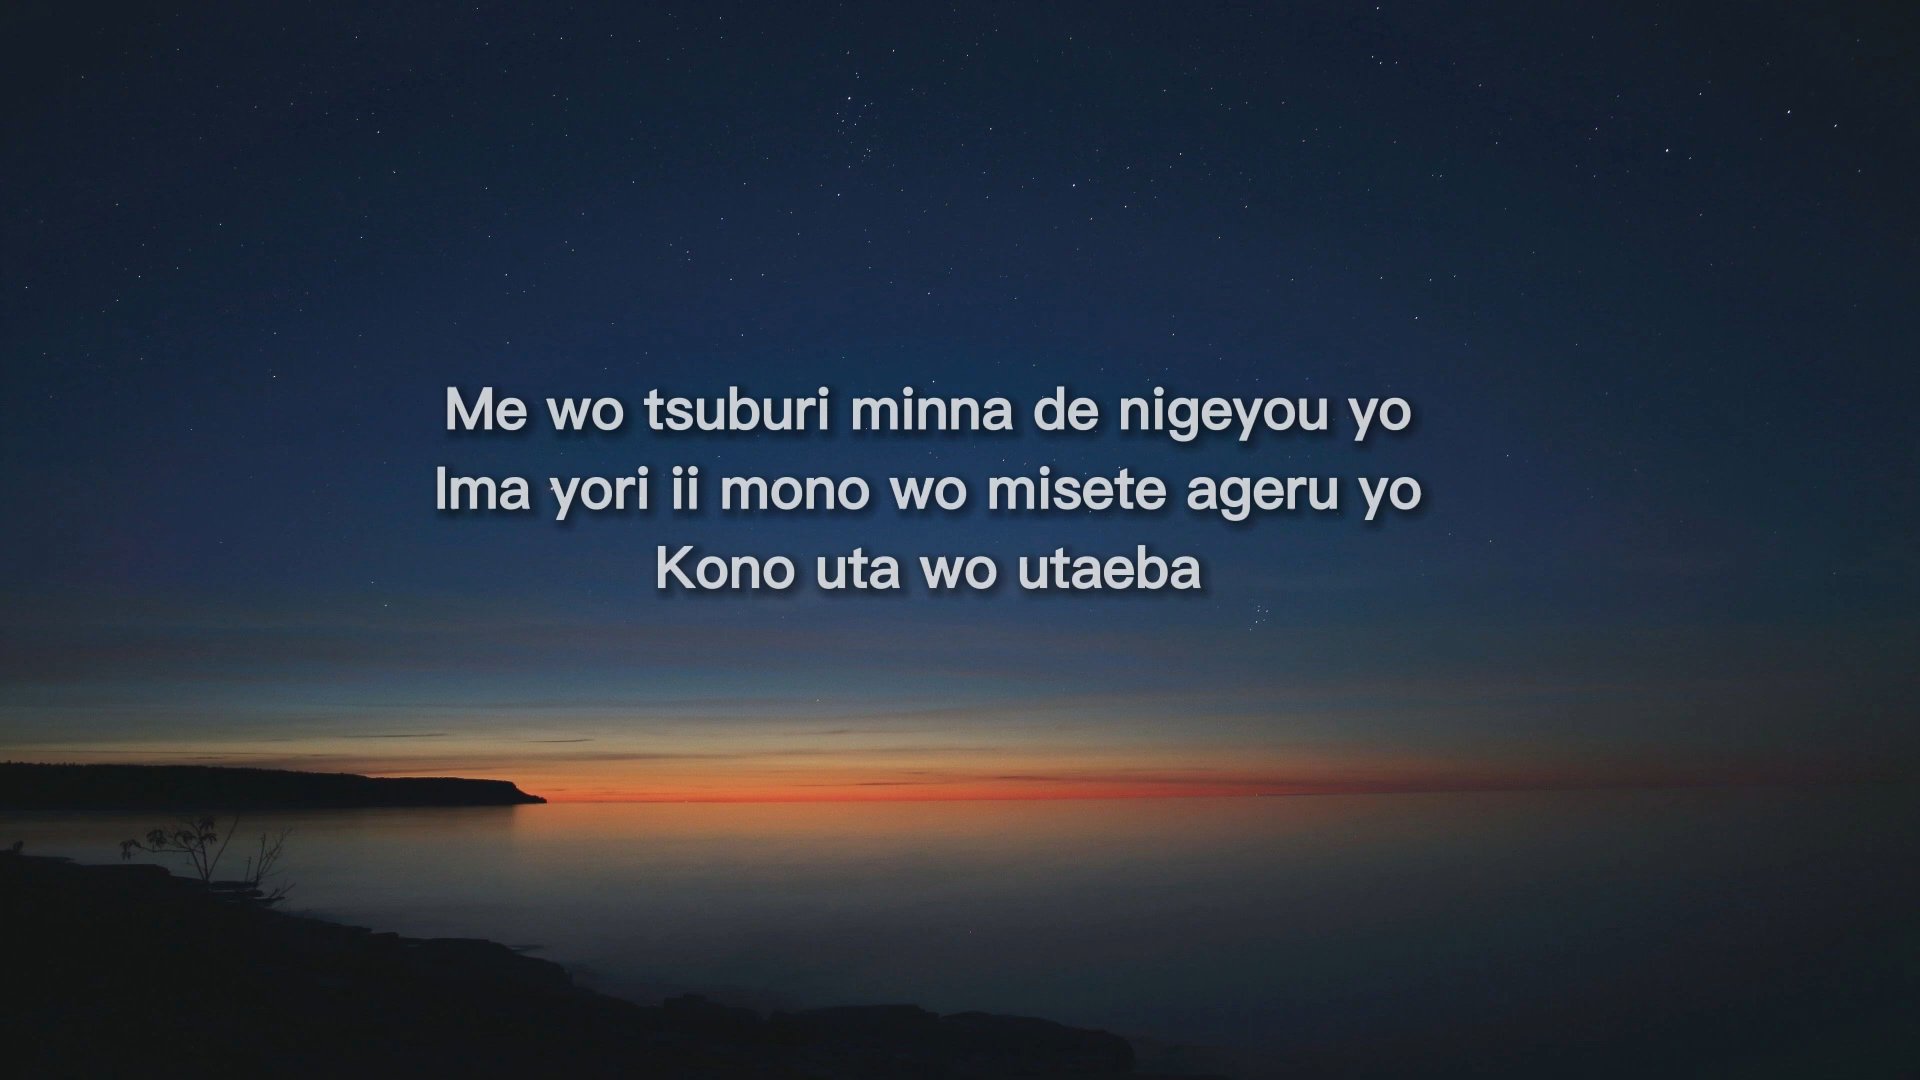 Me wo tsuburi minna de nigeyou yo
Ima yori ii mono wo misete ageru yo
Kono uta wo utaeba